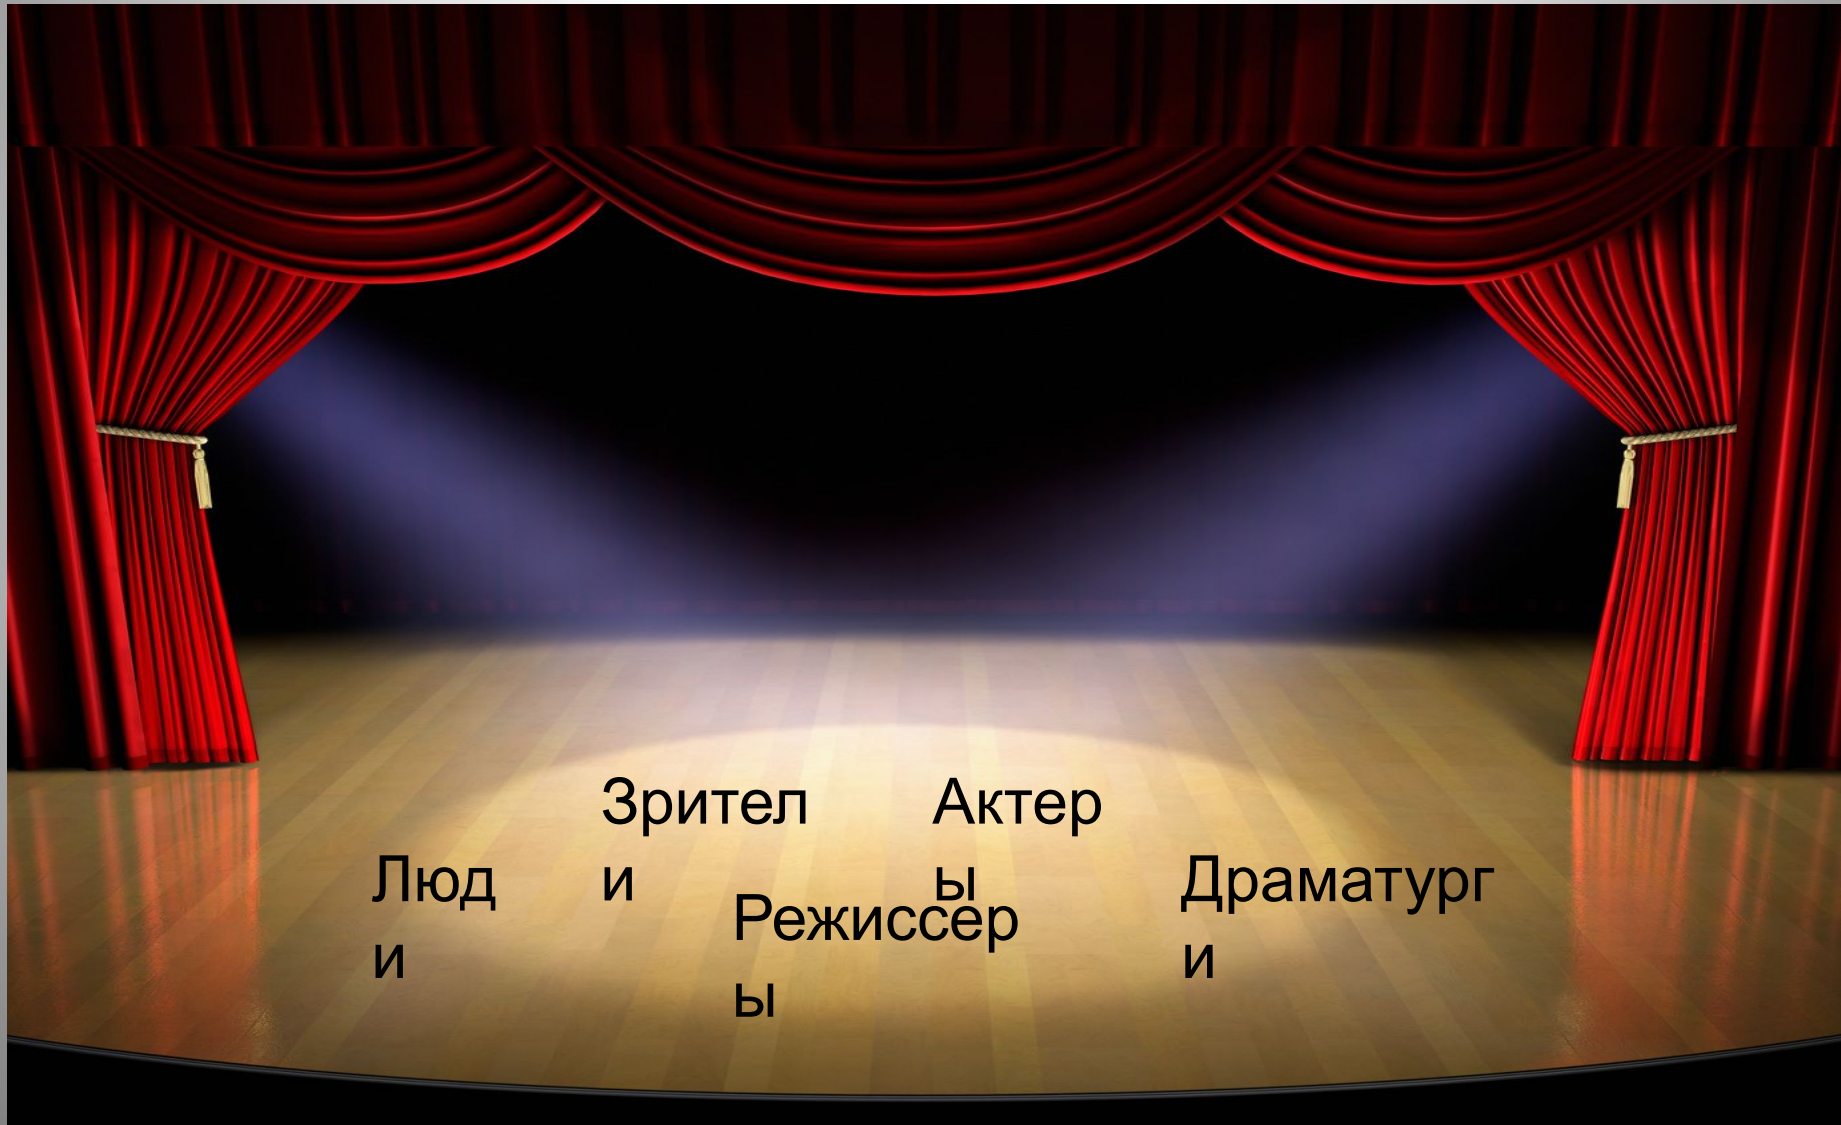 Зрител
и
Актер
ы
Люд
и
Режиссер
ы
Драматург
и